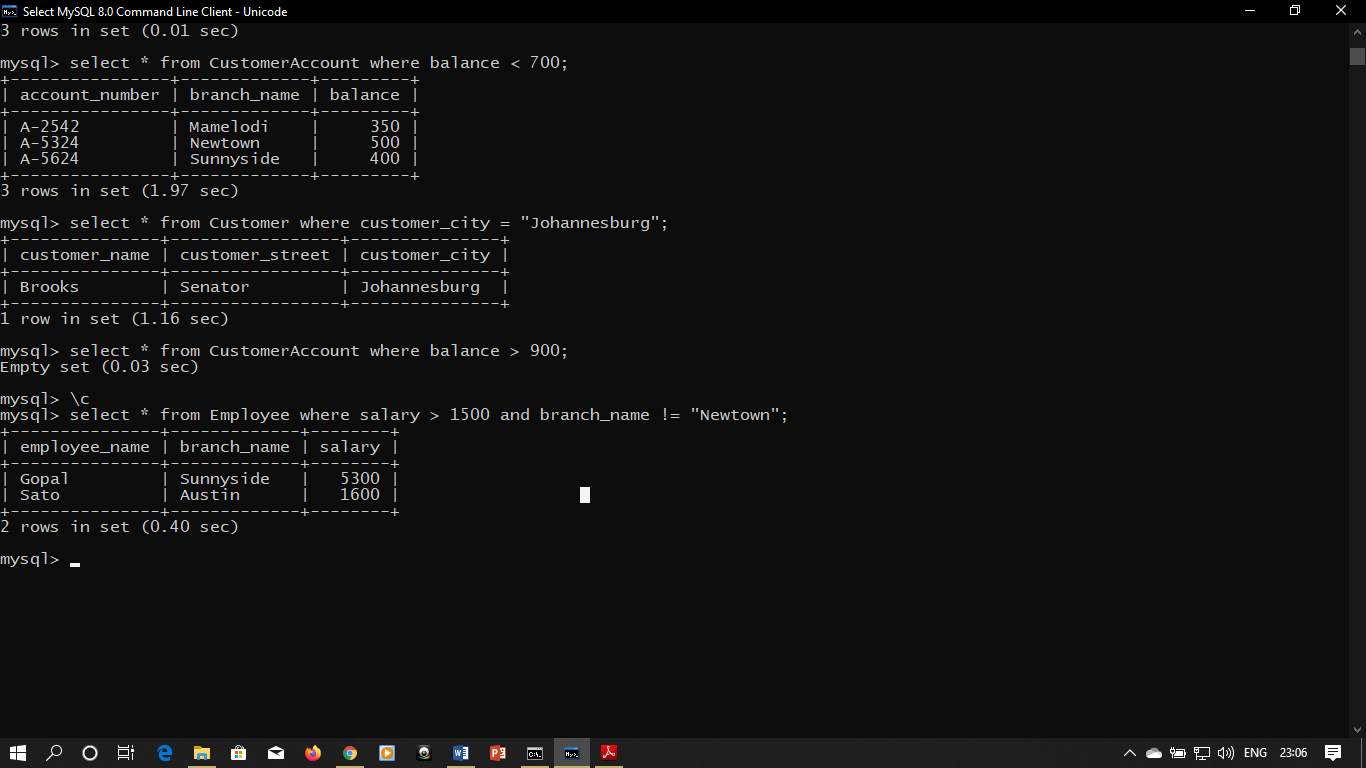 Select MySQL 8.0 Command Line Client - Unicode
3 rows in set (0.01 sec)
mysql> select * from CustomerAccount where balance < 700;
+----------------+-------------+---------+
| account_number | branch_name | balance |
+----------------+-------------+---------+
| A-2542         | Mamelodi    |     350 |
| A-5324         | Newtown     |     500 |
| A-5624         | Sunnyside   |     400 |
+----------------+-------------+---------+
3 rows in set (1.97 sec)
mysql> select * from Customer where customer_city = "Johannesburg";
+---------------+-----------------+---------------+
| customer_name | customer_street | customer_city |
+---------------+-----------------+---------------+
| Brooks        | Senator         | Johannesburg  |
+---------------+-----------------+---------------+
1 row in set (1.16 sec)
mysql> select * from CustomerAccount where balance > 900;
Empty set (0.03 sec)
mysql> \c
mysql> select * from Employee where salary > 1500 and branch_name != "Newtown";
+---------------+-------------+--------+
| employee_name | branch_name | salary |
+---------------+-------------+--------+
| Gopal         | Sunnyside   |   5300 |
| Sato          | Austin      |   1600 |
+---------------+-------------+--------+
2 rows in set (0.40 sec)
mysql>
ENG 23:06